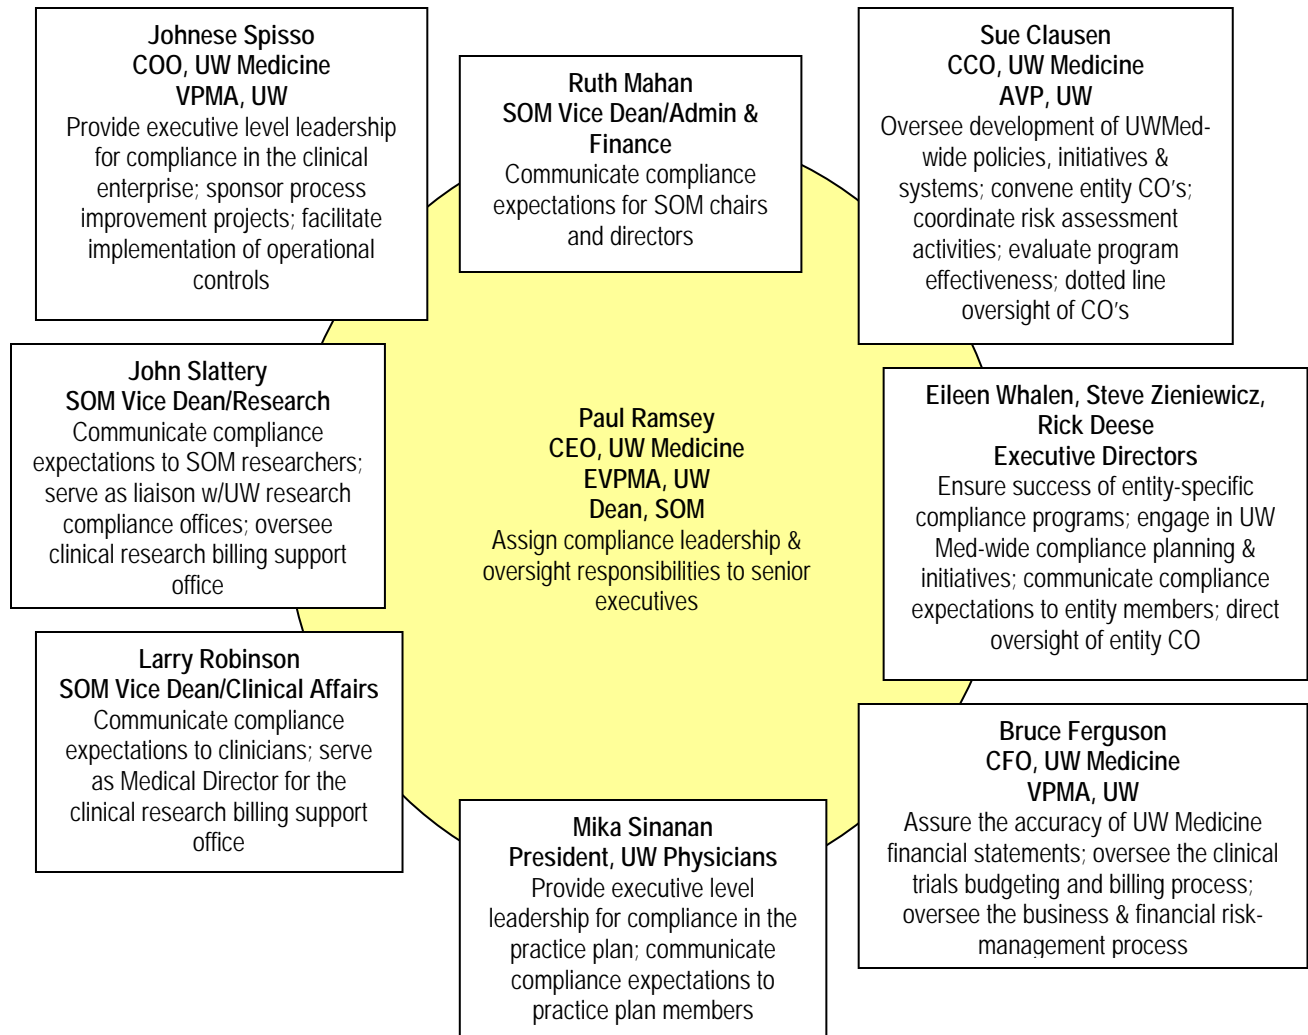 Johnese Spisso
COO, UW Medicine
VPMA, UW
Provide executive level leadership
for compliance in the clinical
enterprise; sponsor process
improvement projects; facilitate
implementation of operational
controls
Ruth Mahan
SOM Vice Dean/Admin &
Finance
Communicate compliance
expectations for SOM chairs
and directors
Sue Clausen
CCO, UW Medicine
AVP, UW
Oversee development of UWMed-
wide policies, initiatives &
systems; convene entity CO's;
coordinate risk assessment
activities; evaluate program
effectiveness; dotted line
oversight of CO's
John Slattery
SOM Vice Dean/Research
Communicate compliance
expectations to SOM researchers;
serve as liaison w/UW research
compliance offices; oversee
clinical research billing support
office
Paul Ramsey
CEO, UW Medicine
EVPMA, UW
Dean, SOM
Assign compliance leadership &
oversight responsibilities to senior
executives
Eileen Whalen, Steve Zieniewicz,
Rick Deese
Executive Directors
Ensure success of entity-specific
compliance programs; engage in UW
Med-wide compliance planning &
initiatives; communicate compliance
expectations to entity members; direct
oversight of entity CO
Larry Robinson
SOM Vice Dean/Clinical Affairs
Communicate compliance
expectations to clinicians; serve
as Medical Director for the
clinical research billing support
office
Mika Sinanan
President, UW Physicians
Provide executive level
leadership for compliance in the
practice plan; communicate
compliance expectations to
practice plan members
Bruce Ferguson
CFO, UW Medicine
VPMA, UW
Assure the accuracy of UW Medicine
financial statements; oversee the clinical
trials budgeting and billing process;
oversee the business & financial risk-
management process